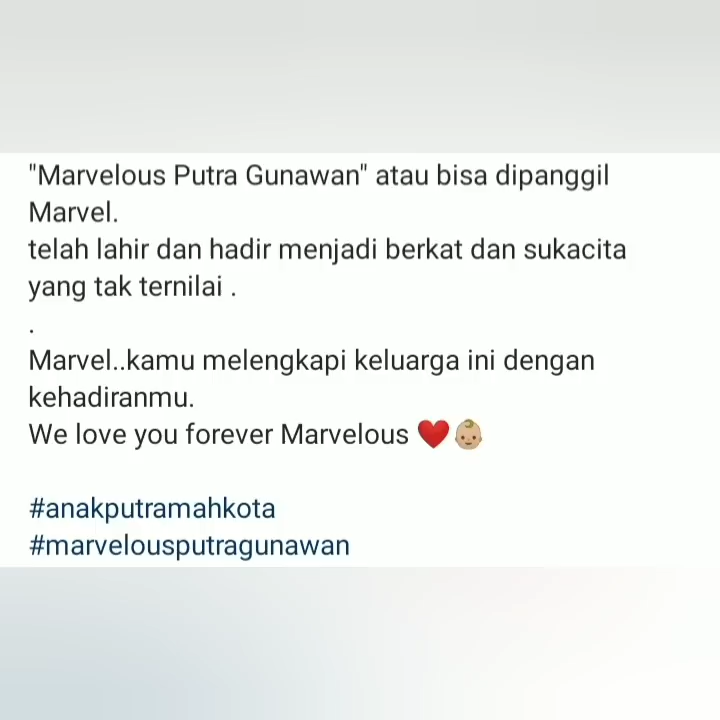 "Marvelous Putra Gunawan" atau bisa dipanggil
Marvel.
telah lahir dan hadir menjadi berkat dan sukacita
yang tak ternilai .
.
Marvel..kamu melengkapi keluarga ini dengan
kehadiranmu.
We love you forever Marvelous ❤️👶🏼
#anakputramahkota
#marvelousputragunawan